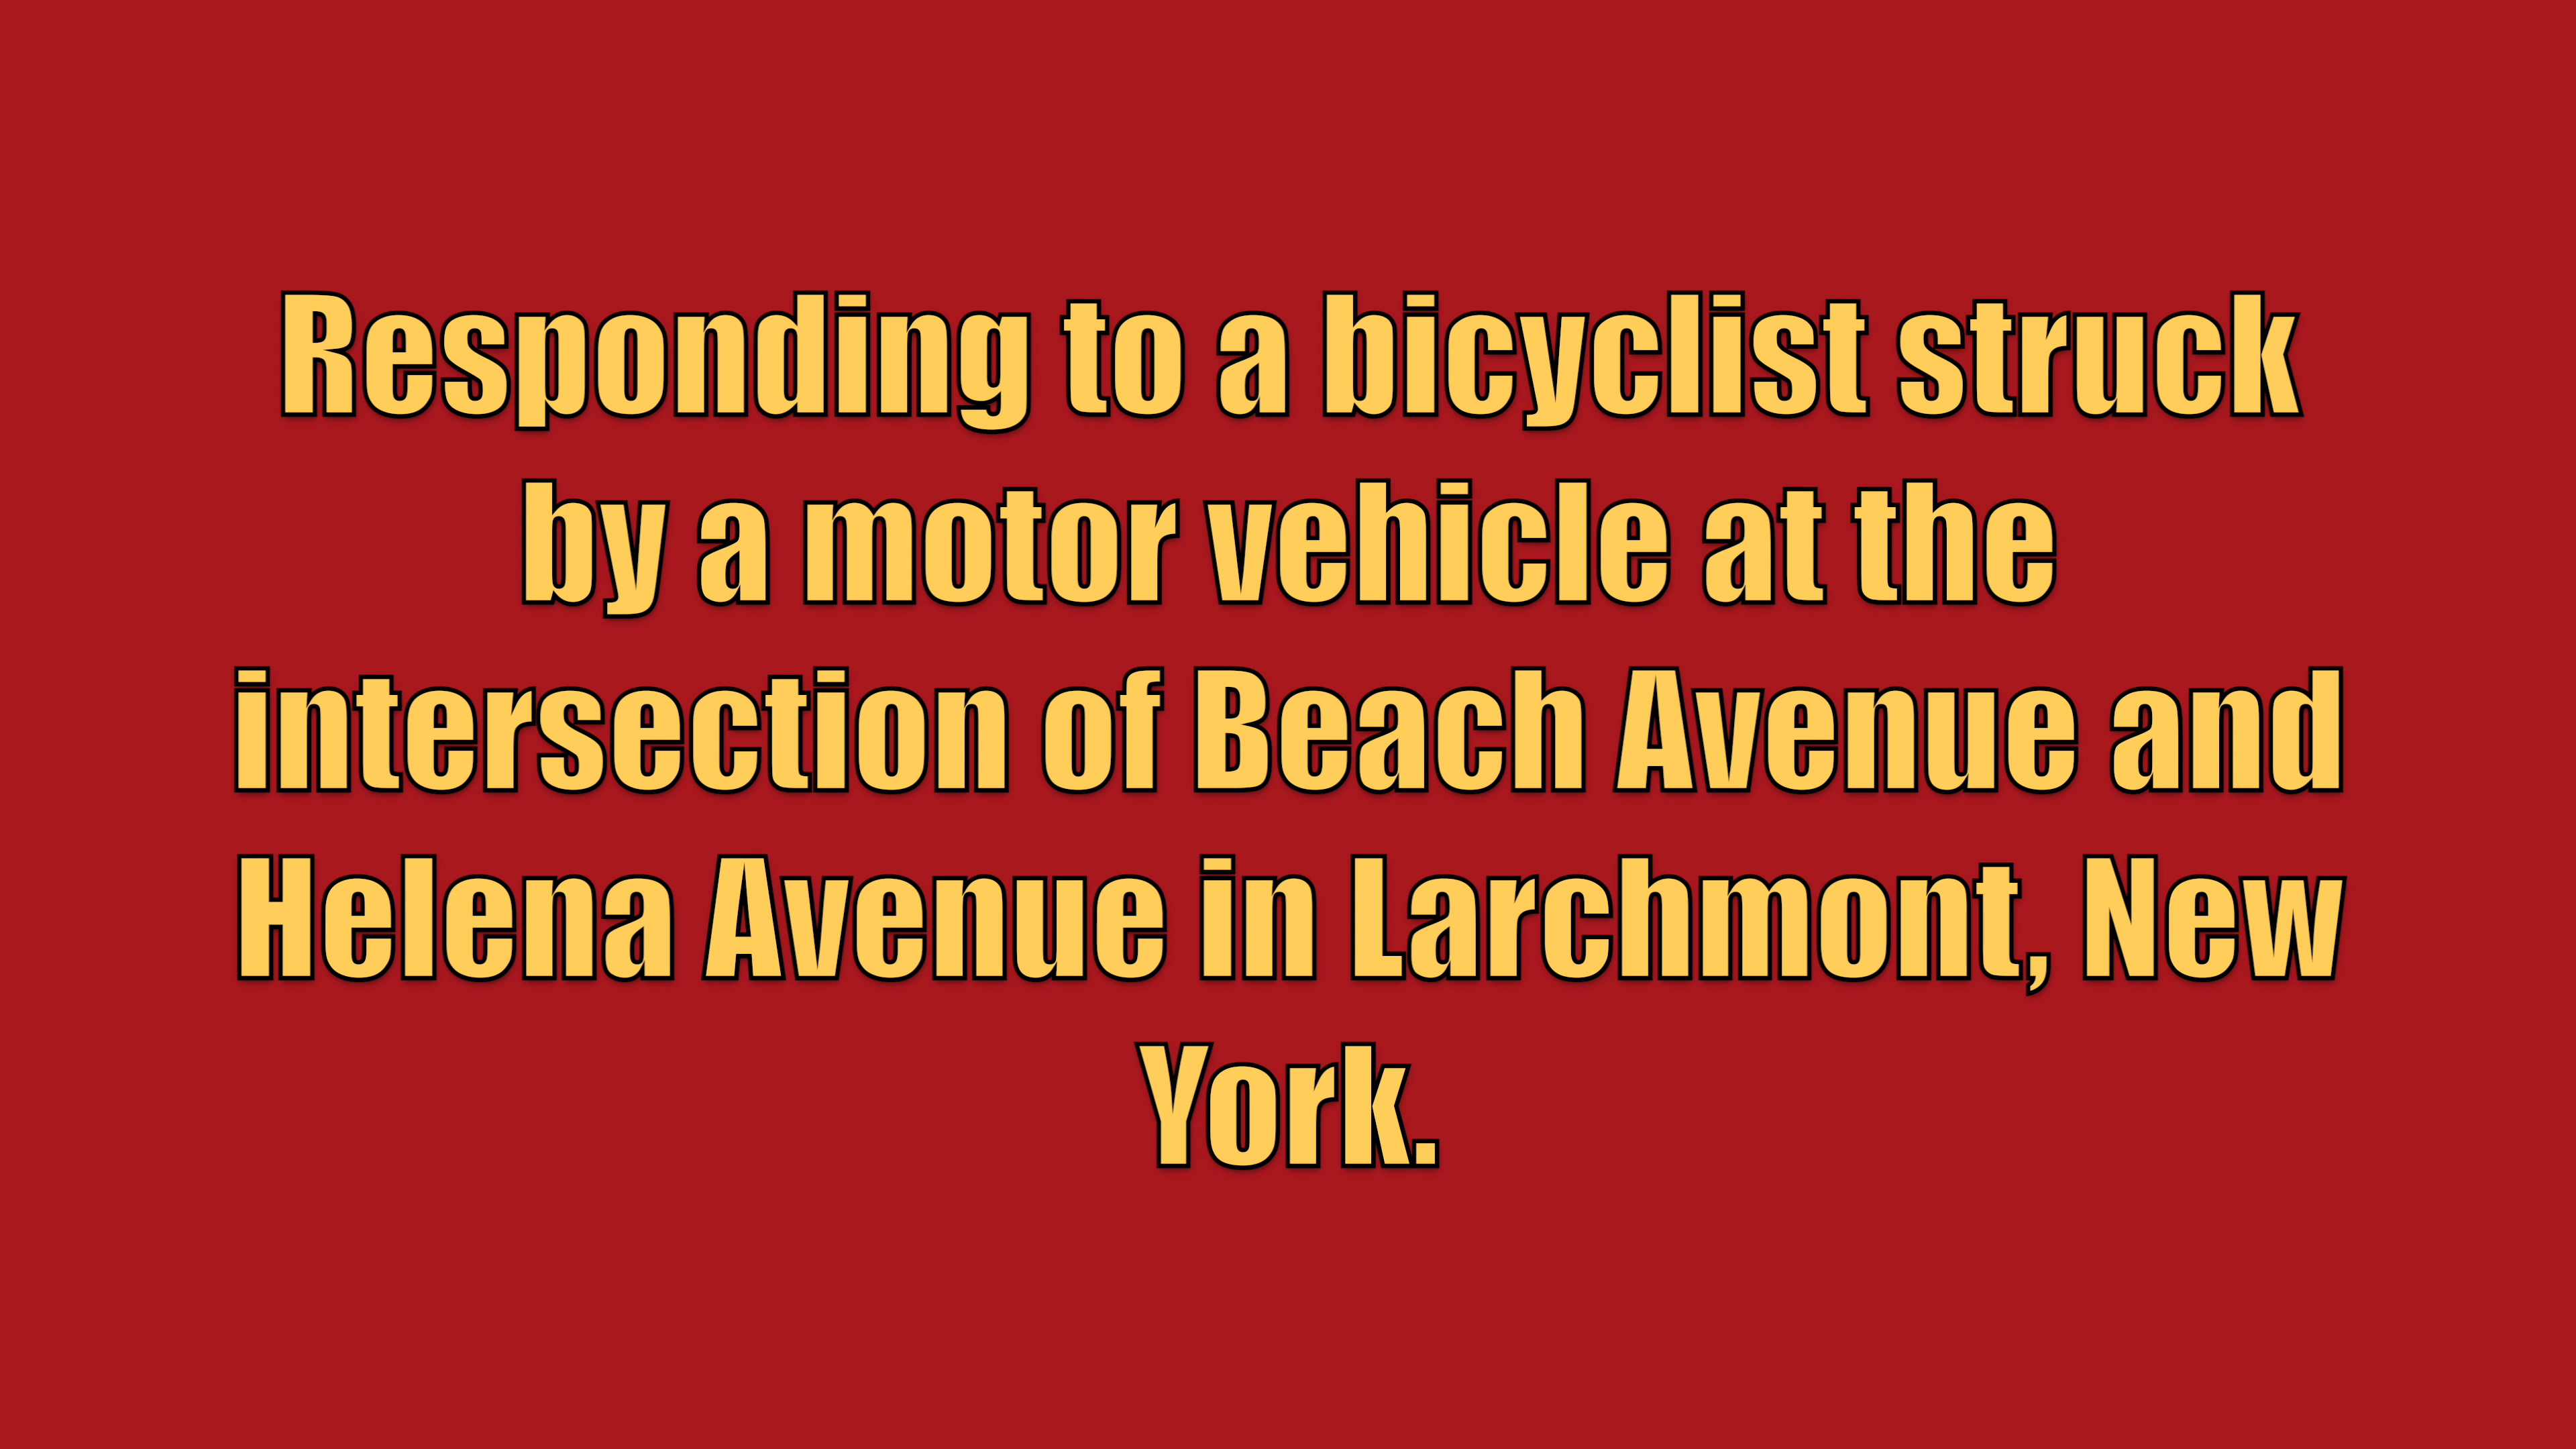 Responding to a bicyclist struck
by a motor vehicle at the
intersection of Beach Avenue and
Helena Avenue in Larchmont, New
York.